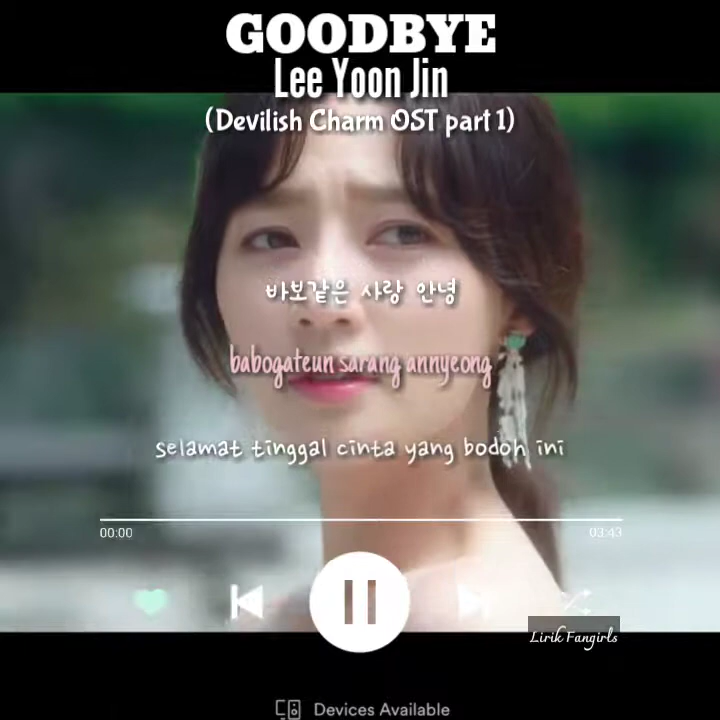 GOODBYE
Lee Yoon Jin
(Devilish Charm OST part 1)
바보같은 사랑 안녕
babogateun sarang annyeong
selamat tinggal cinta yang bodoh ini
00:00 03:43
Lirik Fangirls
Devices Available